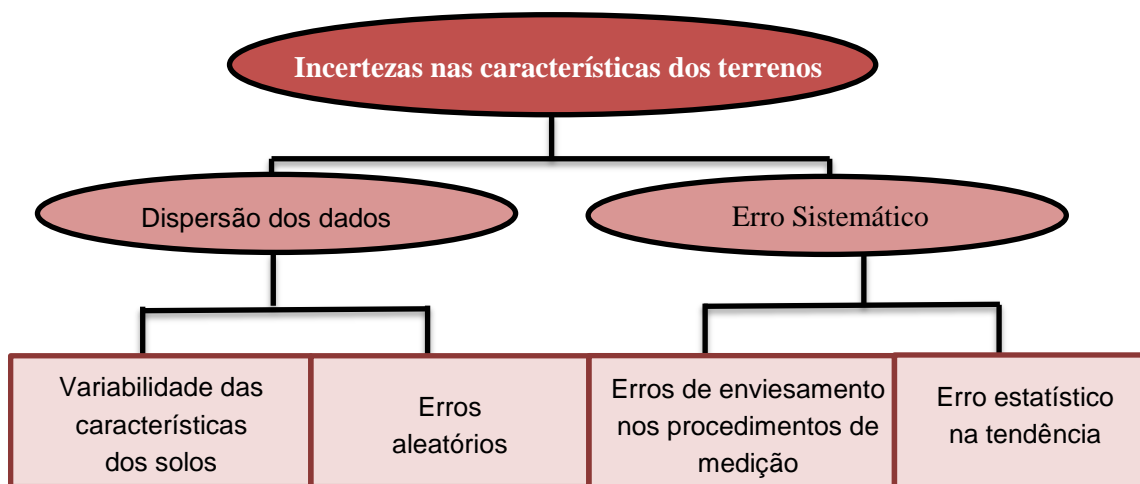 Incertezas nas características dos terrenos
Dispersão dos dados
Erro Sistemático
Variabilidade das
características
dos solos
Erros
aleatórios
Erros de enviesamento
nos procedimentos de
medição
Erro estatístico
na tendência